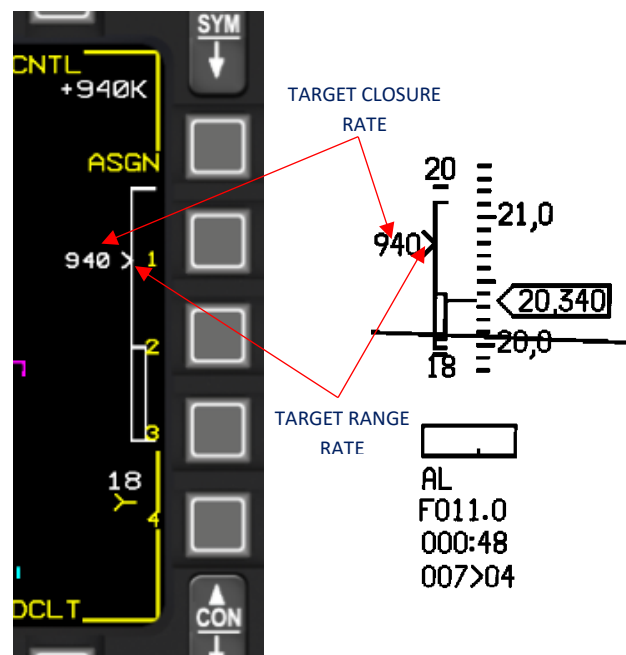 SYM
CNTL
+940K
ASGN
940 > 1
2
3
18
4
DCLT
CON
TARGET CLOSURE
RATE
TARGET RANGE
RATE
20
21,0
940
20,340
20,0
18
AL
F011.0
000:48
007>04